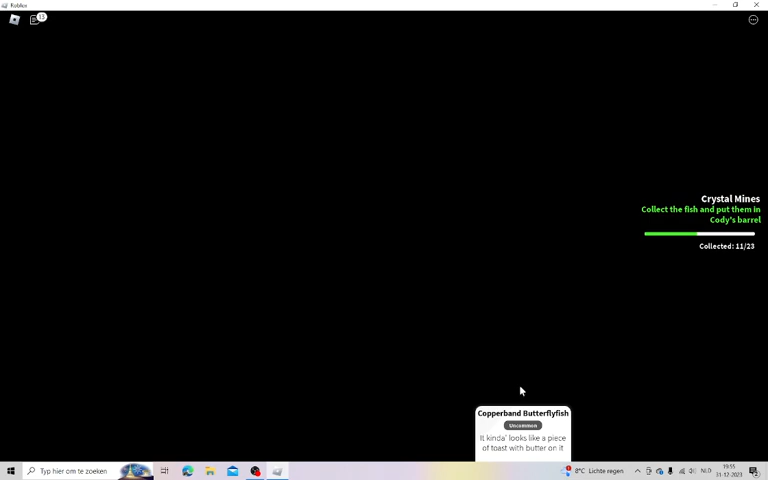 Roblox
13
Crystal Mines
Collect the fish and put them in
Cody's barrel
Collected: 11/23
Copperband Butterflyfish
Uncommon
It kinda' looks like a piece
of toast with butter on it
Typ hier om te zoeken
8°C Lichte regen
NLD
19:55
31-12-2023